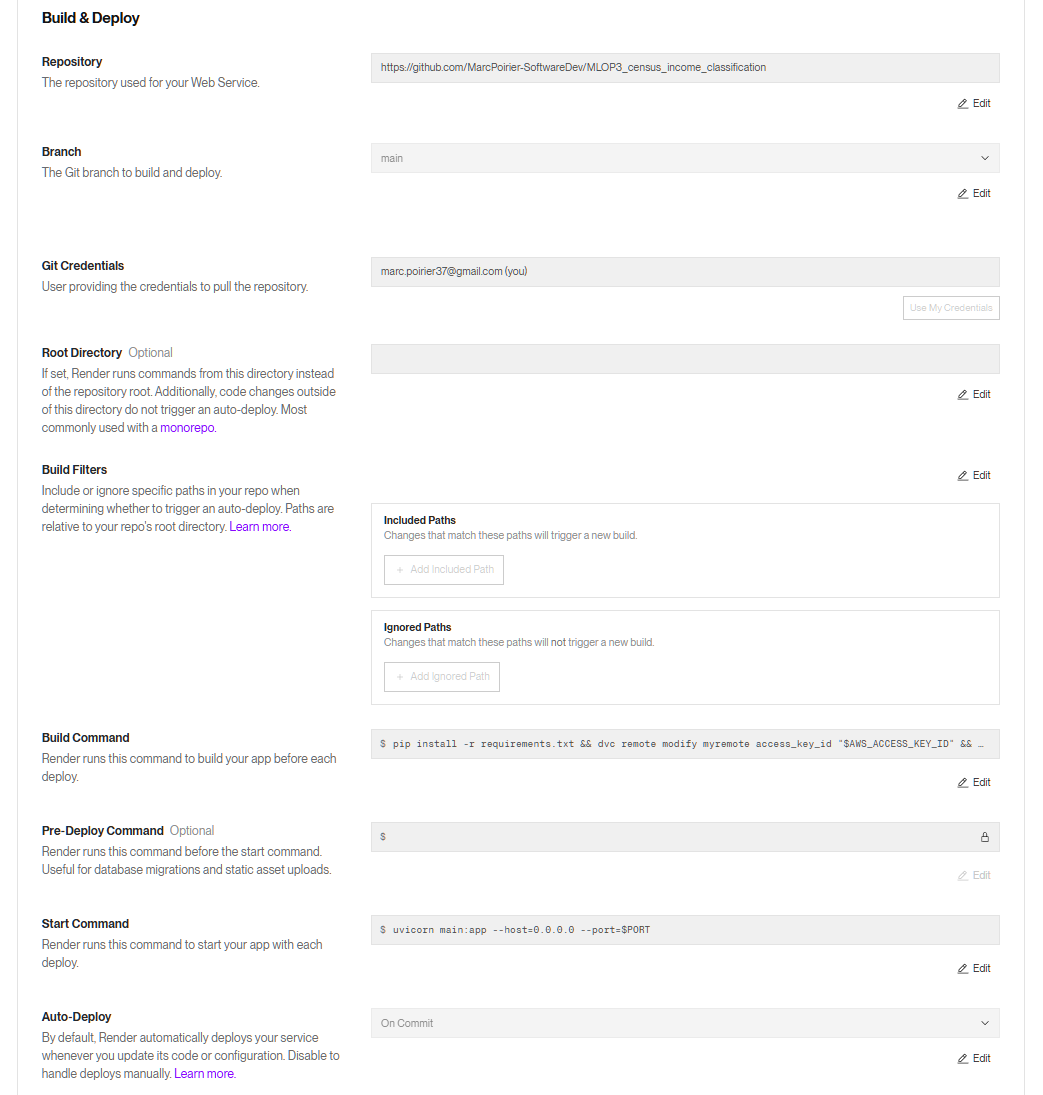 Build & Deploy
Repository
The repository used for your Web Service.
https://github.com/MarcPoirier-SoftwareDev/MLOP3_census_income_classification
Edit
Branch
The Git branch to build and deploy.
main
Edit
Git Credentials
User providing the credentials to pull the repository.
marc.poirier37@gmail.com (you)
Use My Credentials
Root Directory Optional
If set, Render runs commands from this directory instead
of the repository root. Additionally, code changes outside
of this directory do not trigger an auto-deploy. Most
commonly used with a monorepo.
Edit
Build Filters
Include or ignore specific paths in your repo when
determining whether to trigger an auto-deploy. Paths are
relative to your repo's root directory. Learn more.
Edit
Included Paths
Changes that match these paths will trigger a new build.
+ Add Included Path
Ignored Paths
Changes that match these paths will not trigger a new build.
+ Add Ignored Path
Build Command
Render runs this command to build your app before each
deploy.
$ pip install -r requirements.txt && dvc remote modify myremote access_key_id "$AWS_ACCESS_KEY_ID" && …
Edit
Pre-Deploy Command Optional
Render runs this command before the start command.
Useful for database migrations and static asset uploads.
$
Edit
Start Command
Render runs this command to start your app with each
deploy.
$ uvicorn main:app --host=0.0.0.0 --port=$PORT
Edit
Auto-Deploy
By default, Render automatically deploys your service
whenever you update its code or configuration. Disable to
handle deploys manually. Learn more.
On Commit
Edit